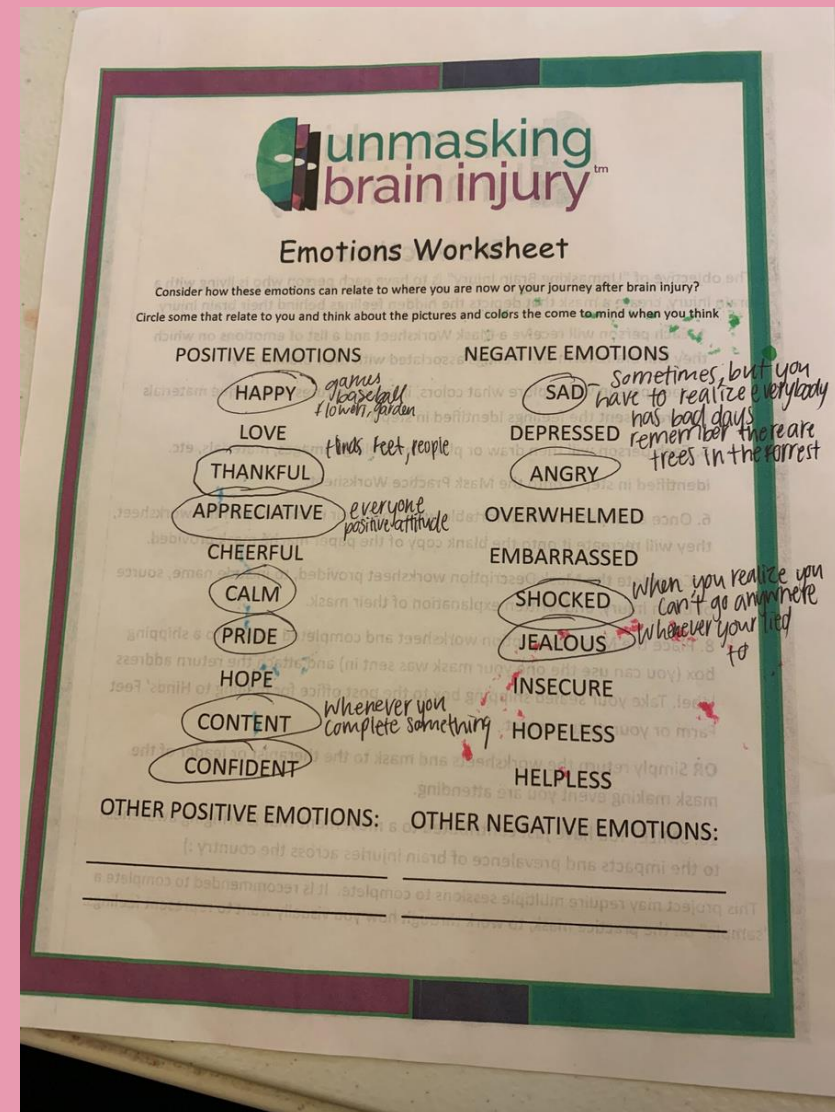 unmasking
brain injury™
Emotions Worksheet
Consider how these emotions can relate to where you are now or your journey after brain injury?
Circle some that relate to you and think about the pictures and colors the come to mind when you think
POSITIVE EMOTIONS
HAPPY games
baseball
flower, garden
LOVE
Hinds Feet, people
THANKFUL
APPRECIATIVE everyone
positive attitude
CHEERFUL
CALM
PRIDE
HOPE
CONTENT whenever you
complete something
CONFIDENT
OTHER POSITIVE EMOTIONS:
NEGATIVE EMOTIONS
SAD - Sometimes, but you
have to realize everybody
has bad days
DEPRESSED remember there are
trees in the forrest
ANGRY
OVERWHELMED
EMBARRASSED
SHOCKED When you realize you
can't go anywhere
JEALOUS Whenever your tied
to
INSECURE
HOPELESS
HELPLESS
OTHER NEGATIVE EMOTIONS: